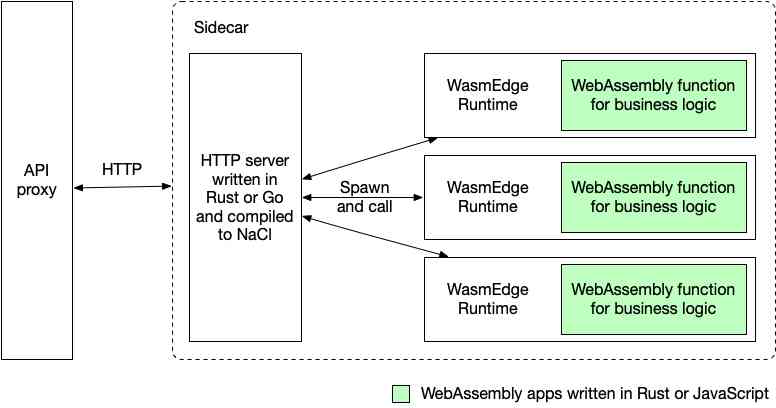 Sidecar
API
proxy
HTTP
HTTP server
written in
Rust or Go
and compiled
to NaCl
Spawn
and call
WasmEdge
Runtime
WebAssembly function
for business logic
WasmEdge
Runtime
WebAssembly function
for business logic
WasmEdge
Runtime
WebAssembly function
for business logic
WebAssembly apps written in Rust or JavaScript